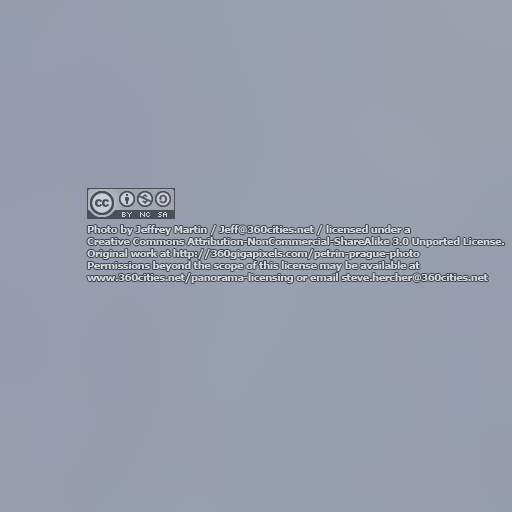 cc
BY NC SA
Photo by Jeffrey Martin / Jeff@360cities.net / licensed under a
Creative Commons Attribution-NonCommercial-ShareAlike 3.0 Unported License.
Original work at http://360gigapixels.com/petrin-prague-photo
Permissions beyond the scope of this license may be available at
www.360cities.net/panorama-licensing or email steve.hercher@360cities.net